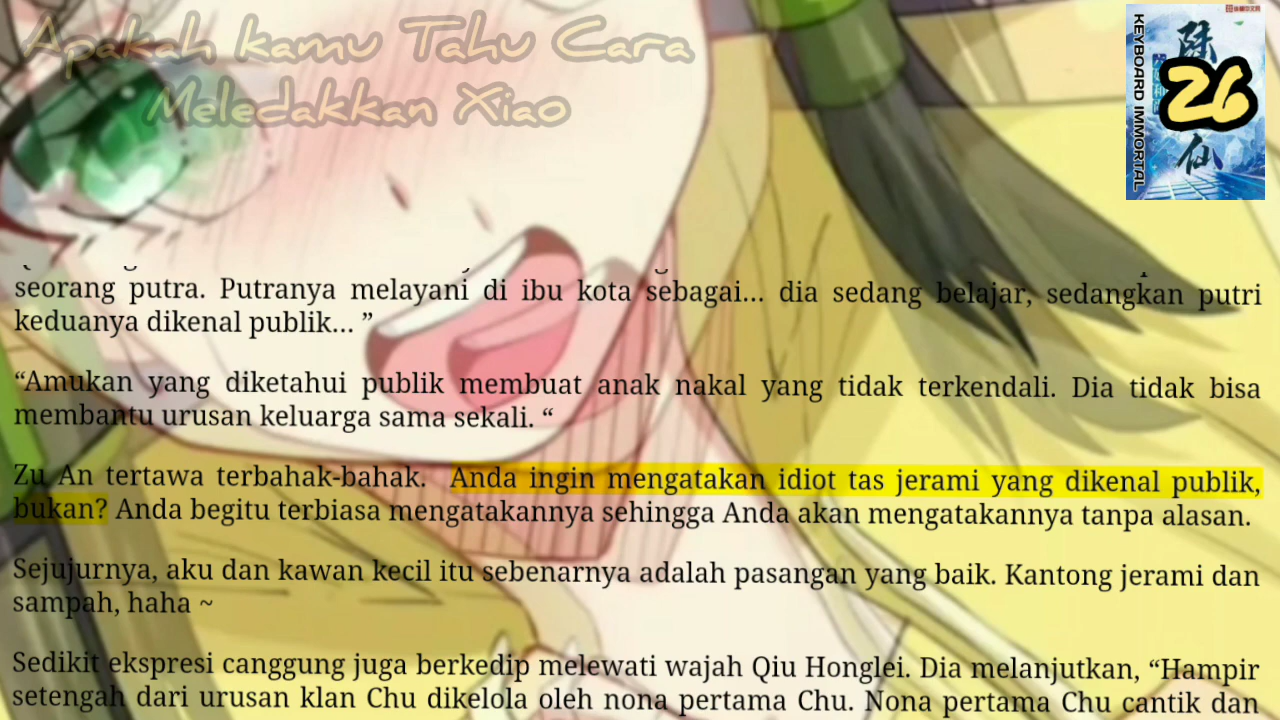 Apakah kamu Tahu Cara
Meledakkan Xiao
陆
仙
KEYBOARD IMMORTAL
26
seorang putra. Putranya melayani di ibu kota sebagai... dia sedang belajar, sedangkan putri
keduanya dikenal publik... ”
“Amukan yang diketahui publik membuat anak nakal yang tidak terkendali. Dia tidak bisa
membantu urusan keluarga sama sekali. “
Zu An tertawa terbahak-bahak. Anda ingin mengatakan idiot tas jerami yang dikenal publik,
bukan? Anda begitu terbiasa mengatakannya sehingga Anda akan mengatakannya tanpa alasan.
Sejujurnya, aku dan kawan kecil itu sebenarnya adalah pasangan yang baik. Kantong jerami dan
sampah, haha ~
Sedikit ekspresi canggung juga berkedip melewati wajah Qiu Honglei. Dia melanjutkan, “Hampir
setengah dari urusan klan Chu dikelola oleh nona pertama Chu. Nona pertama Chu cantik dan